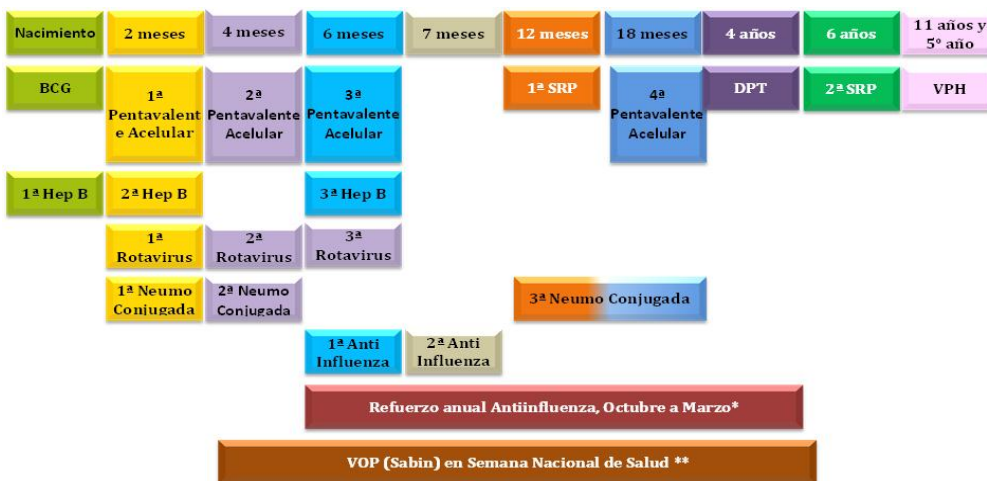 Nacimiento
2 meses
4 meses
6 meses
7 meses
12 meses
18 meses
4 años
6 años
11 años y
5º año
BCG
1ª
Pentavalent
e Acelular
2ª
Pentavalente
Acelular
3ª
Pentavalente
Acelular
1ª SRP
4ª
Pentavalente
Acelular
DPT
2ª SRP
VPH
1ª Hep B
2ª Hep B
3ª Hep B
1ª
Rotavirus
2ª
Rotavirus
3ª
Rotavirus
1ª Neumo
Conjugada
2ª Neumo
Conjugada
3ª Neumo Conjugada
1ª Anti
Influenza
2ª Anti
Influenza
Refuerzo anual Antiinfluenza, Octubre a Marzo*
VOP (Sabin) en Semana Nacional de Salud **